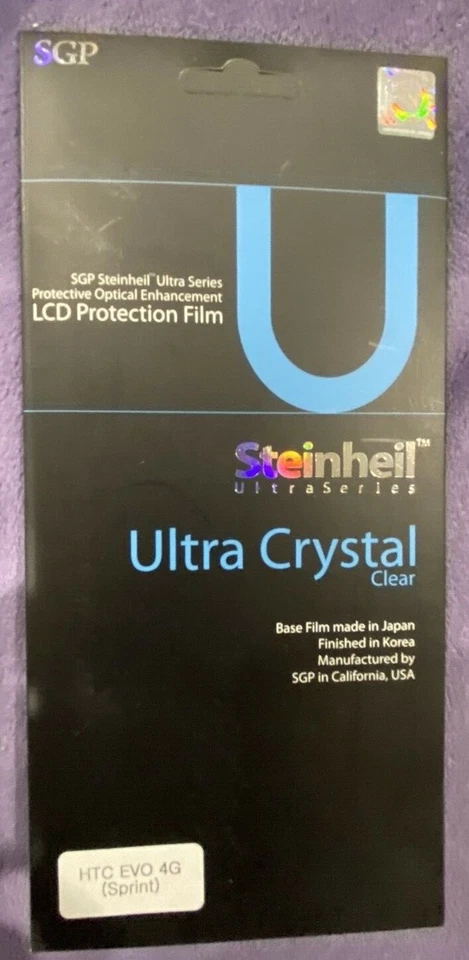 SGP
U
SGP Steinheil™ Ultra Series
Protective Optical Enhancement
LCD Protection Film
Steinheil™
UltraSeries
Ultra Crystal
Clear
Base Film made in Japan
Finished in Korea
Manufactured by
SGP in California, USA
HTC EVO 4G
(Sprint)